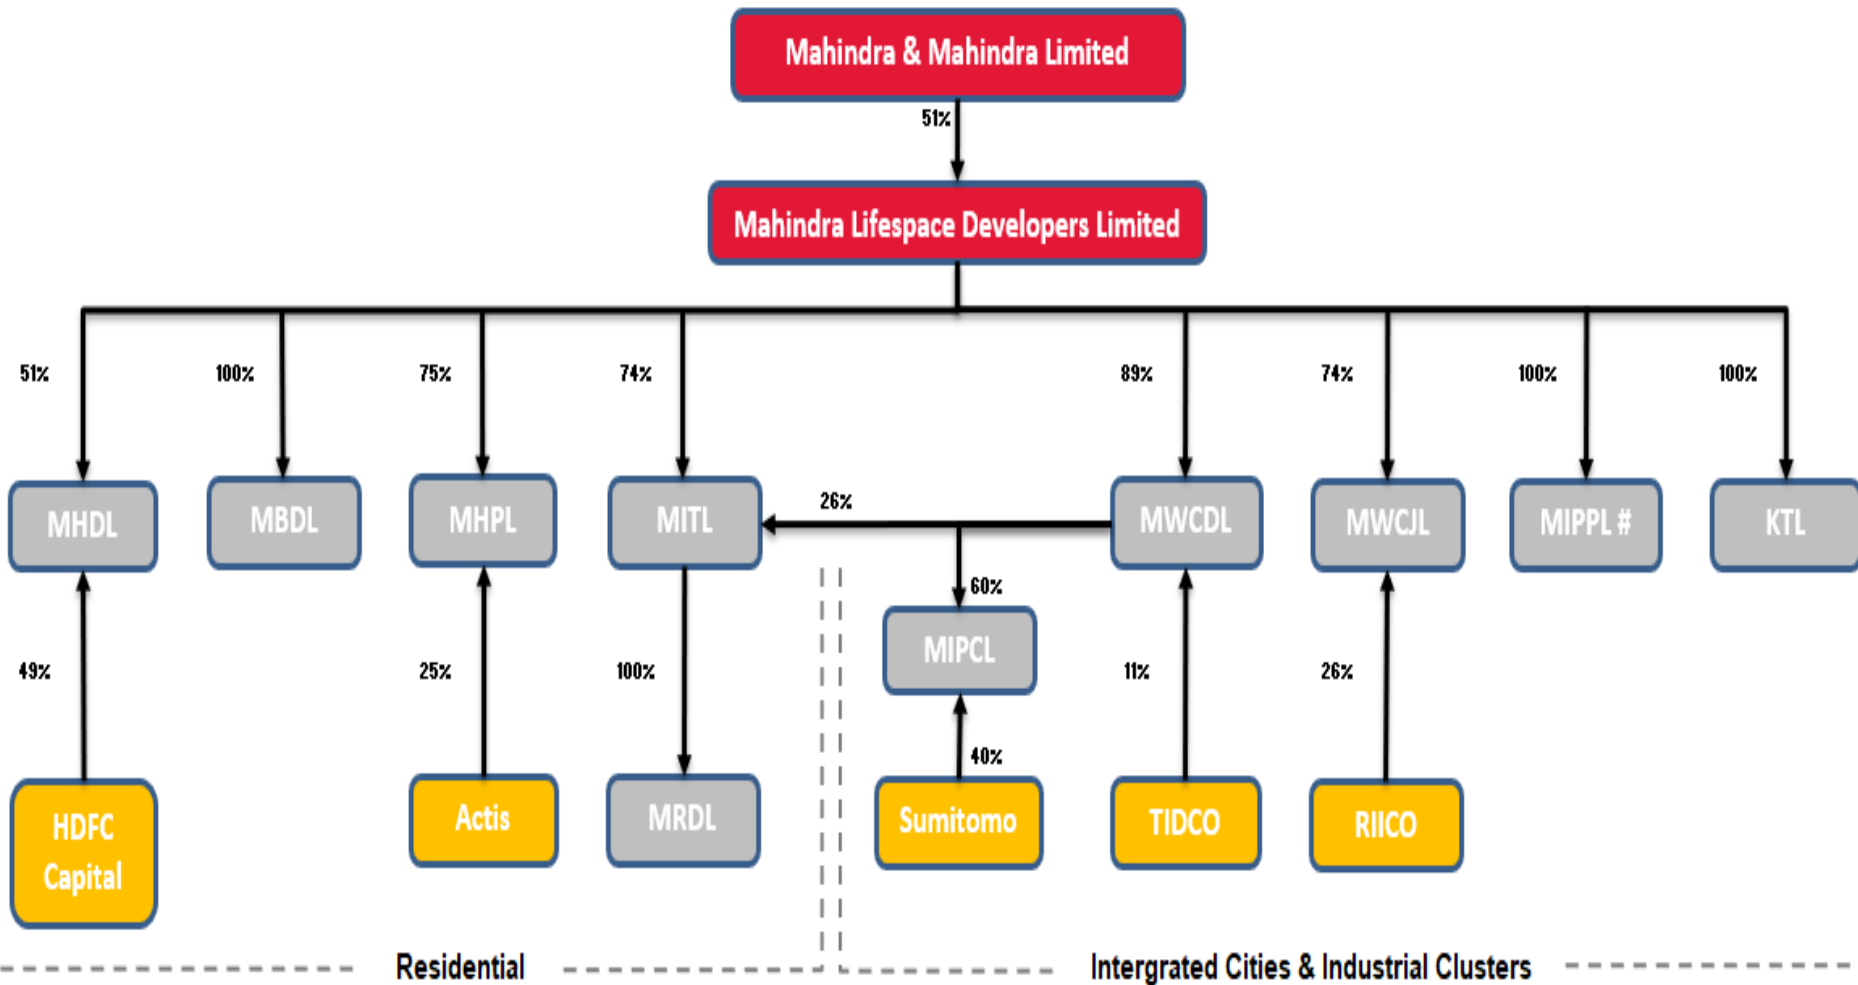 Mahindra & Mahindra Limited
51%
Mahindra Lifespace Developers Limited
51%
100%
75%
74%
89%
74%
100%
100%
MHDL
MBDL
MHPL
MITL
26%
MWCDL
MWCJL
MIPPL #
KTL
60%
MIPCL
49%
25%
100%
11%
26%
40%
HDFC
Capital
Actis
MRDL
Sumitomo
TIDCO
RIICO
Residential
Intergrated Cities & Industrial Clusters